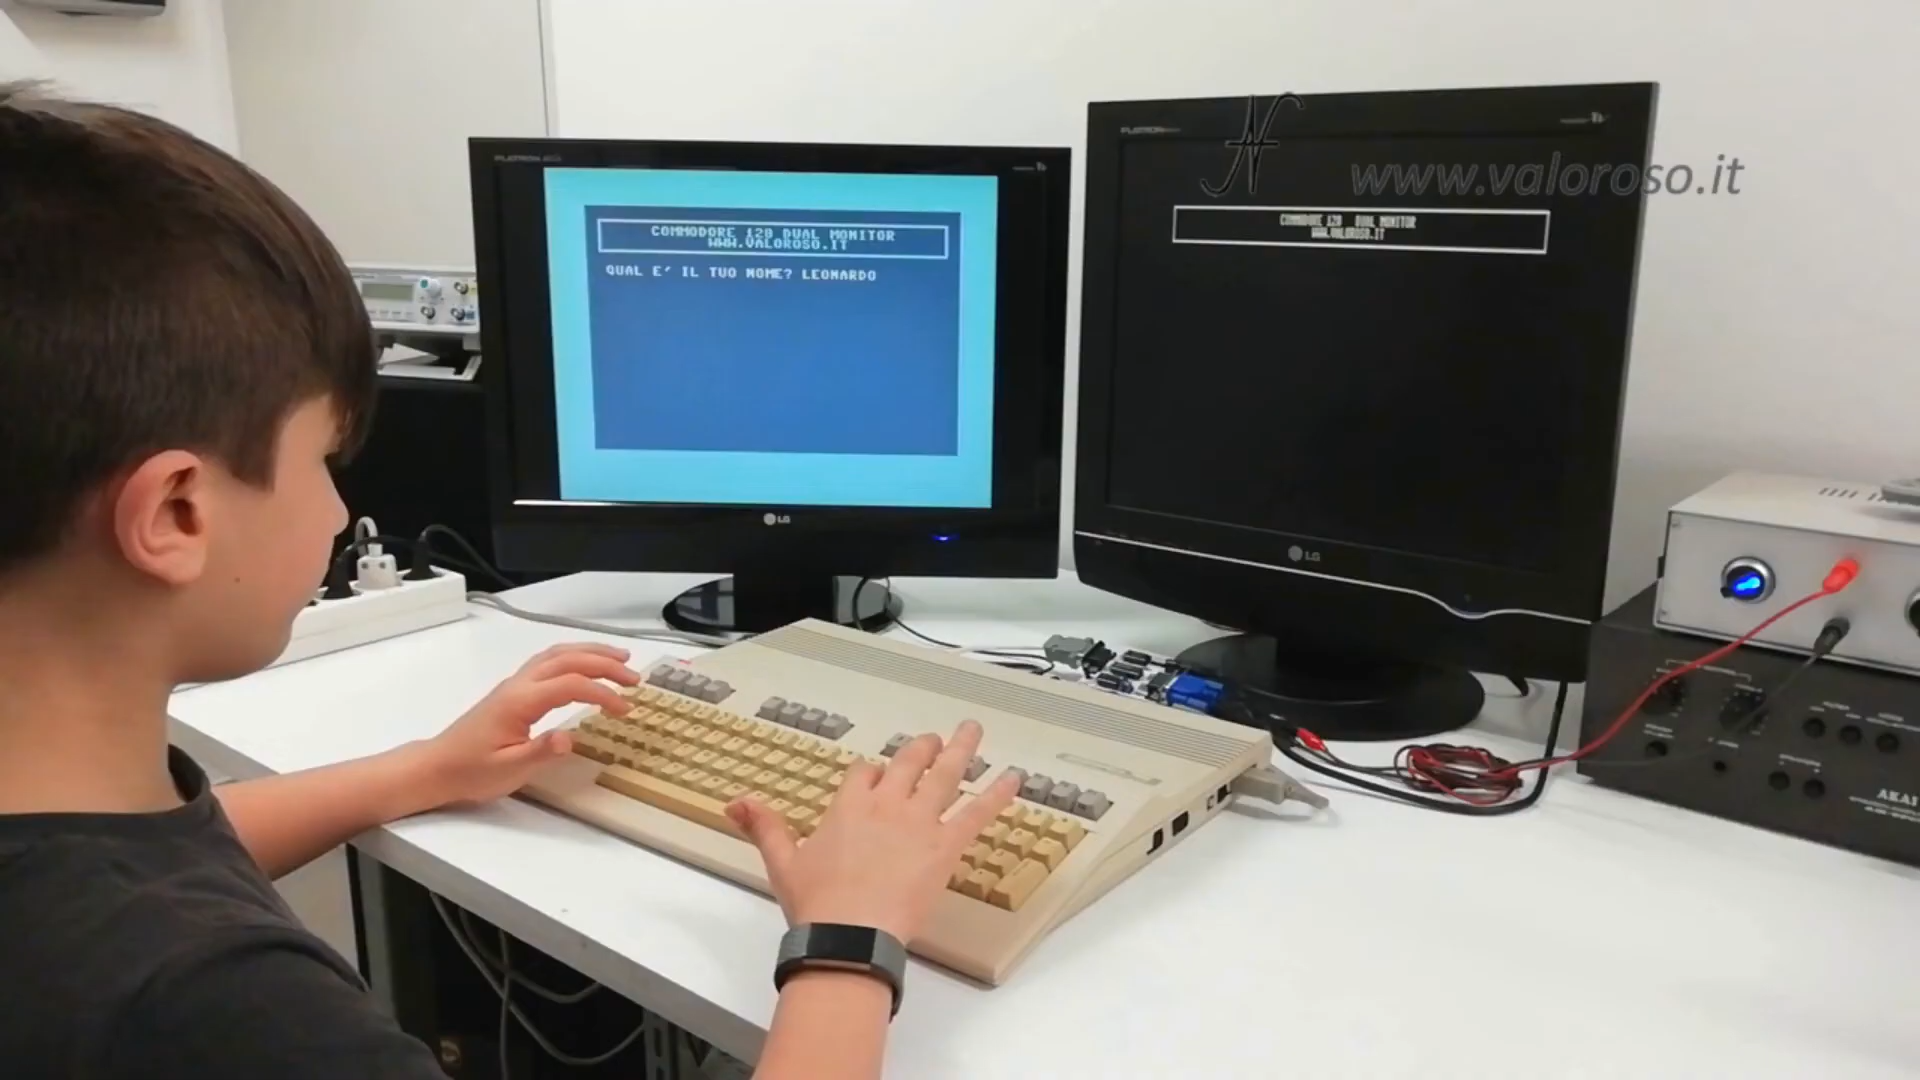 www.valoroso.it
COMMODORE 128 DUAL MONITOR
WWW.VALOROSO.IT
QUAL E' IL TUO NOME? LEONARDO
COMMODORE 128 DUAL MONITOR
WWW.VALOROSO.IT
FLATRON
FLATRON
LG
LG
AKAI